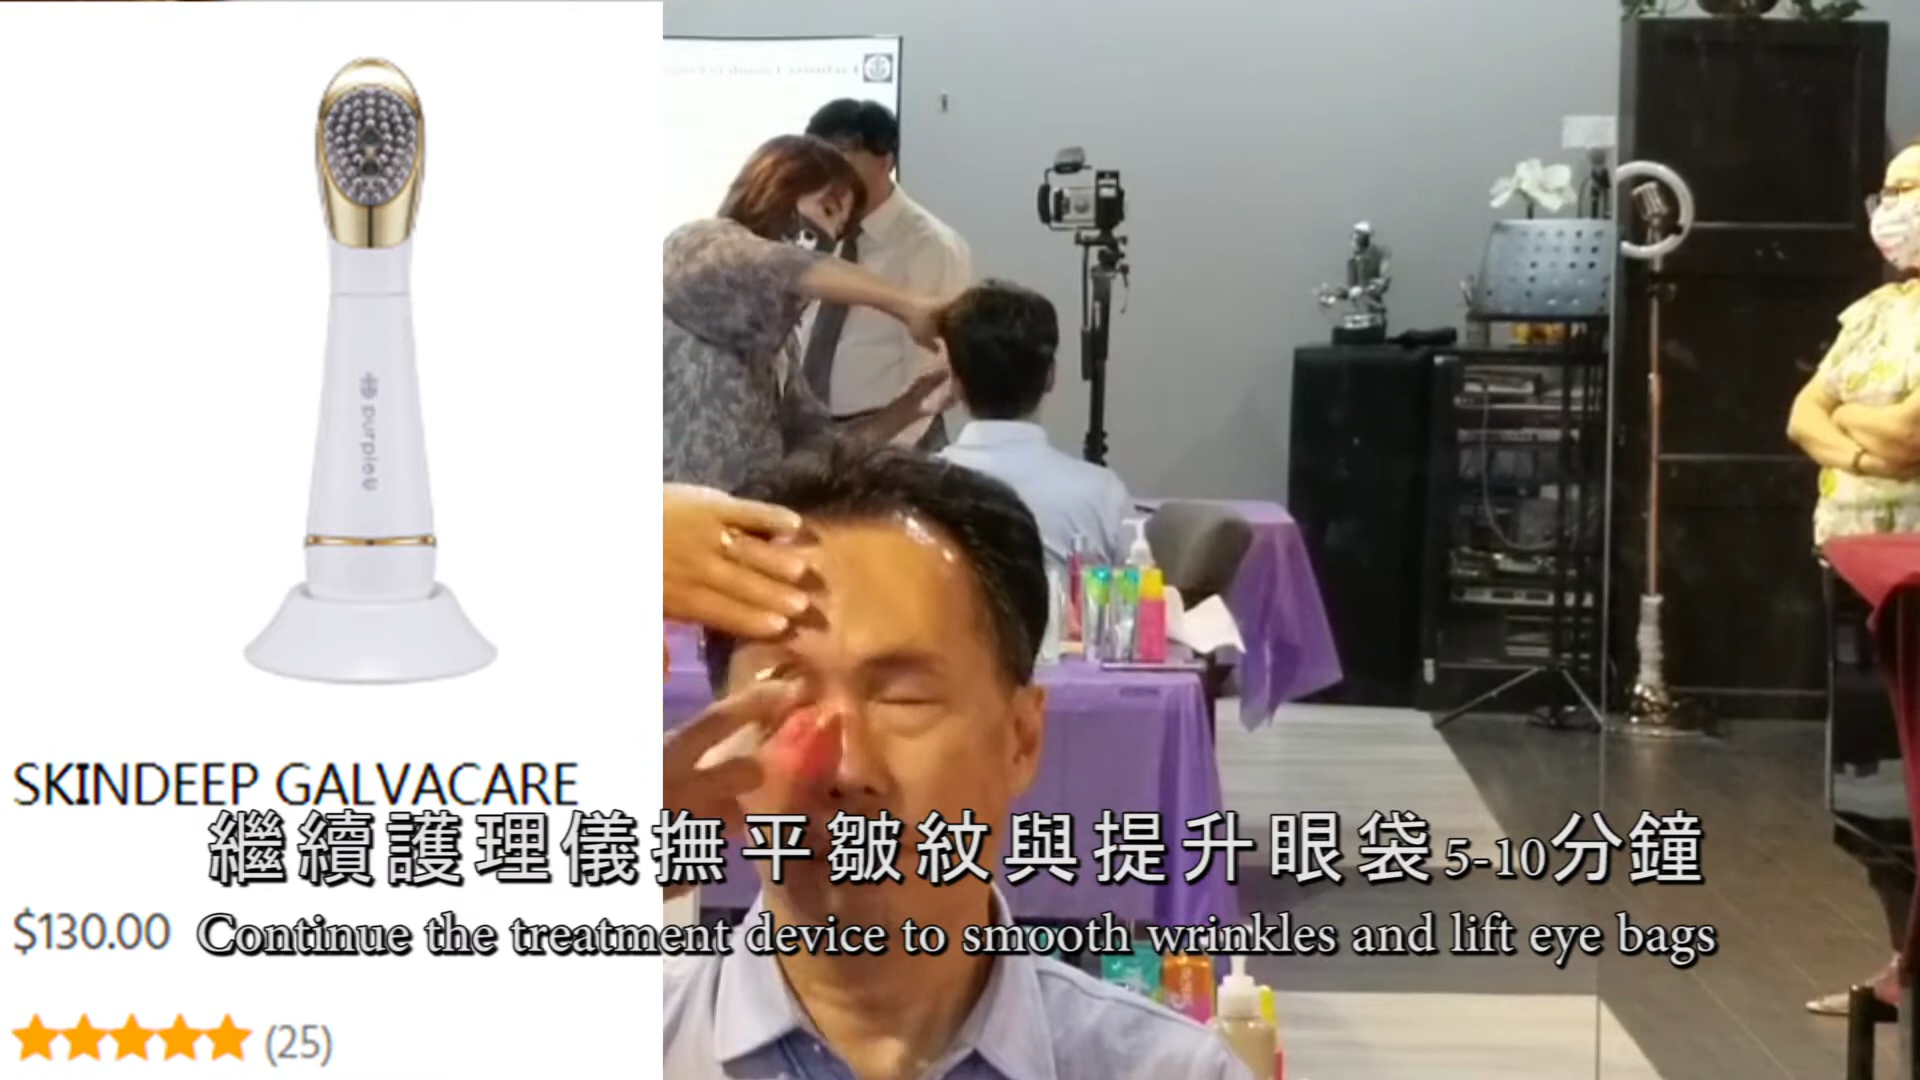 purpleU
SKINDEEP GALVACARE
繼續護理儀撫平皺紋與提升眼袋5-10分鐘
$130.00
Continue the treatment device to smooth wrinkles and lift eye bags
(25)